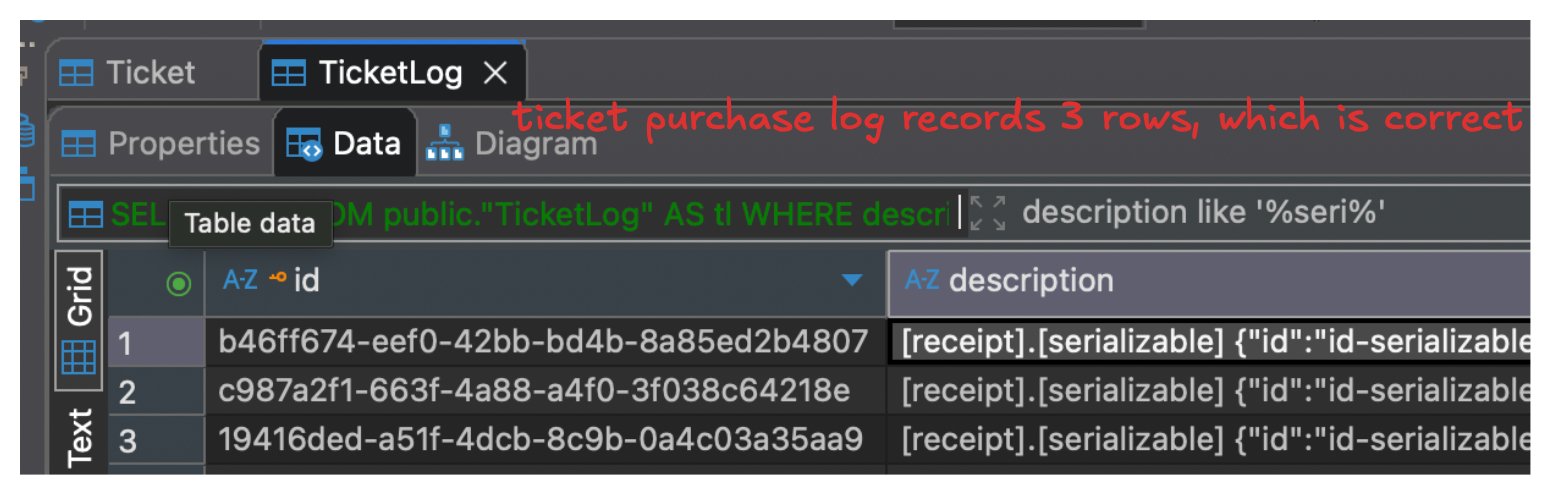 Ticket
TicketLog
ticket purchase log records 3 rows, which is correct
Properties
Data
Diagram
SEL
Table data
OM public."TicketLog" AS tl WHERE descri
description like '%seri%'
Grid
A-Z id
A-Z description
1 b46ff674-eef0-42bb-bd4b-8a85ed2b4807 [receipt].[serializable] {"id":"id-serializable
2 c987a2f1-663f-4a88-a4f0-3f038c64218e [receipt].[serializable] {"id":"id-serializable
3 19416ded-a51f-4dcb-8c9b-0a4c03a35aa9 [receipt].[serializable] {"id":"id-serializable
Text